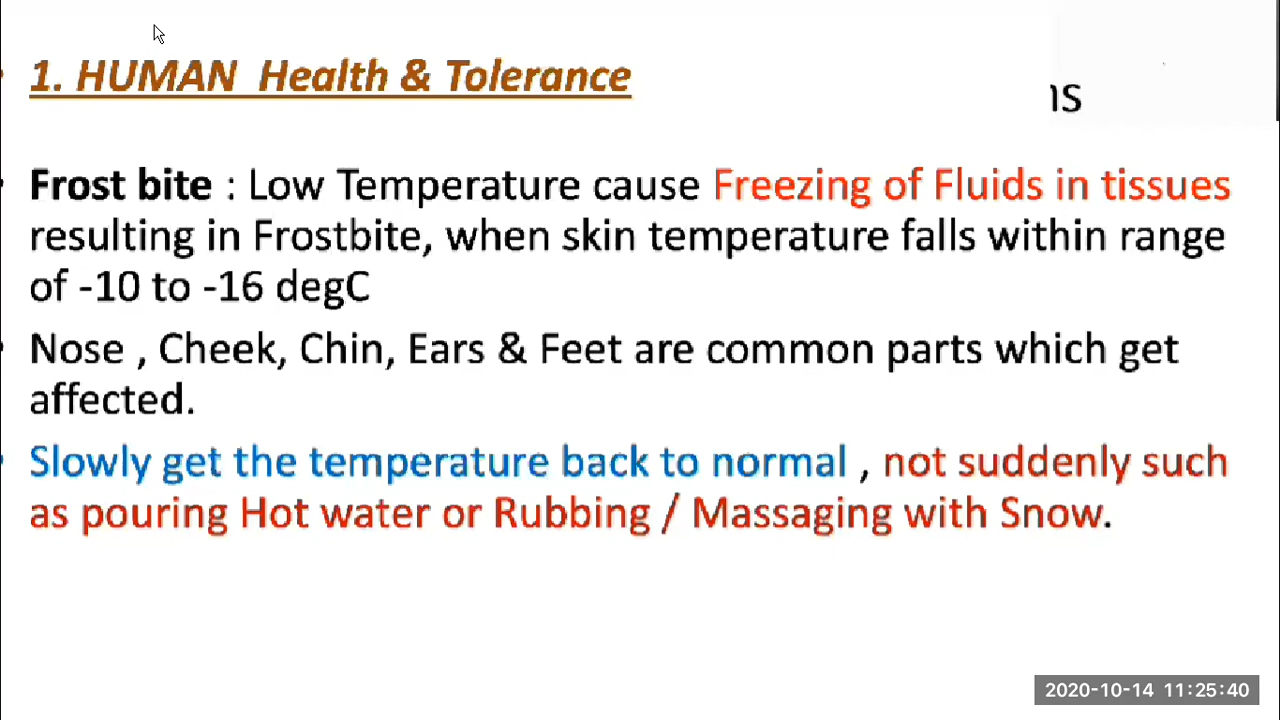 1. HUMAN Health & Tolerance
Frost bite : Low Temperature cause Freezing of Fluids in tissues
resulting in Frostbite, when skin temperature falls within range
of -10 to -16 degC
Nose , Cheek, Chin, Ears & Feet are common parts which get
affected.
Slowly get the temperature back to normal , not suddenly such
as pouring Hot water or Rubbing / Massaging with Snow.
2020-10-14 11:25:40